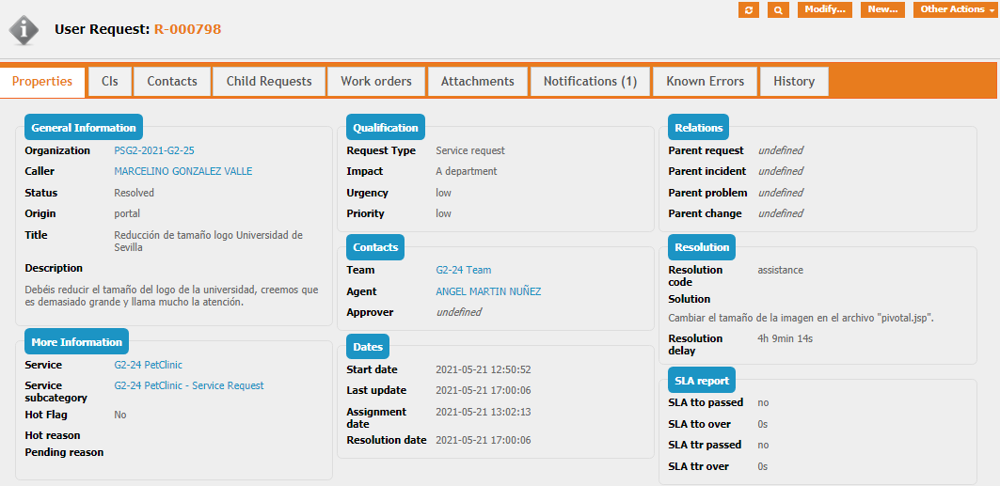 User Request: R-000798
Modify...
New...
Other Actions
Properties
CIs
Contacts
Child Requests
Work orders
Attachments
Notifications (1)
Known Errors
History
General Information
Organization PSG2-2021-G2-25
Caller MARCELINO GONZALEZ VALLE
Status Resolved
Origin portal
Title Reducción de tamaño logo Universidad de
Sevilla
Description
Debéis reducir el tamaño del logo de la universidad, creemos que
es demasiado grande y llama mucho la atención.
More Information
Service G2-24 PetClinic
Service G2-24 PetClinic - Service Request
subcategory
Hot Flag No
Hot reason
Pending reason
Qualification
Request Type Service request
Impact A department
Urgency low
Priority low
Contacts
Team G2-24 Team
Agent ANGEL MARTIN NUÑEZ
Approver undefined
Dates
Start date 2021-05-21 12:50:52
Last update 2021-05-21 17:00:06
Assignment 2021-05-21 13:02:13
date
Resolution date 2021-05-21 17:00:06
Relations
Parent request undefined
Parent incident undefined
Parent problem undefined
Parent change undefined
Resolution
Resolution assistance
code
Solution
Cambiar el tamaño de la imagen en el archivo "pivotal.jsp".
Resolution 4h 9min 14s
delay
SLA report
SLA tto passed no
SLA tto over 0s
SLA ttr passed no
SLA ttr over 0s